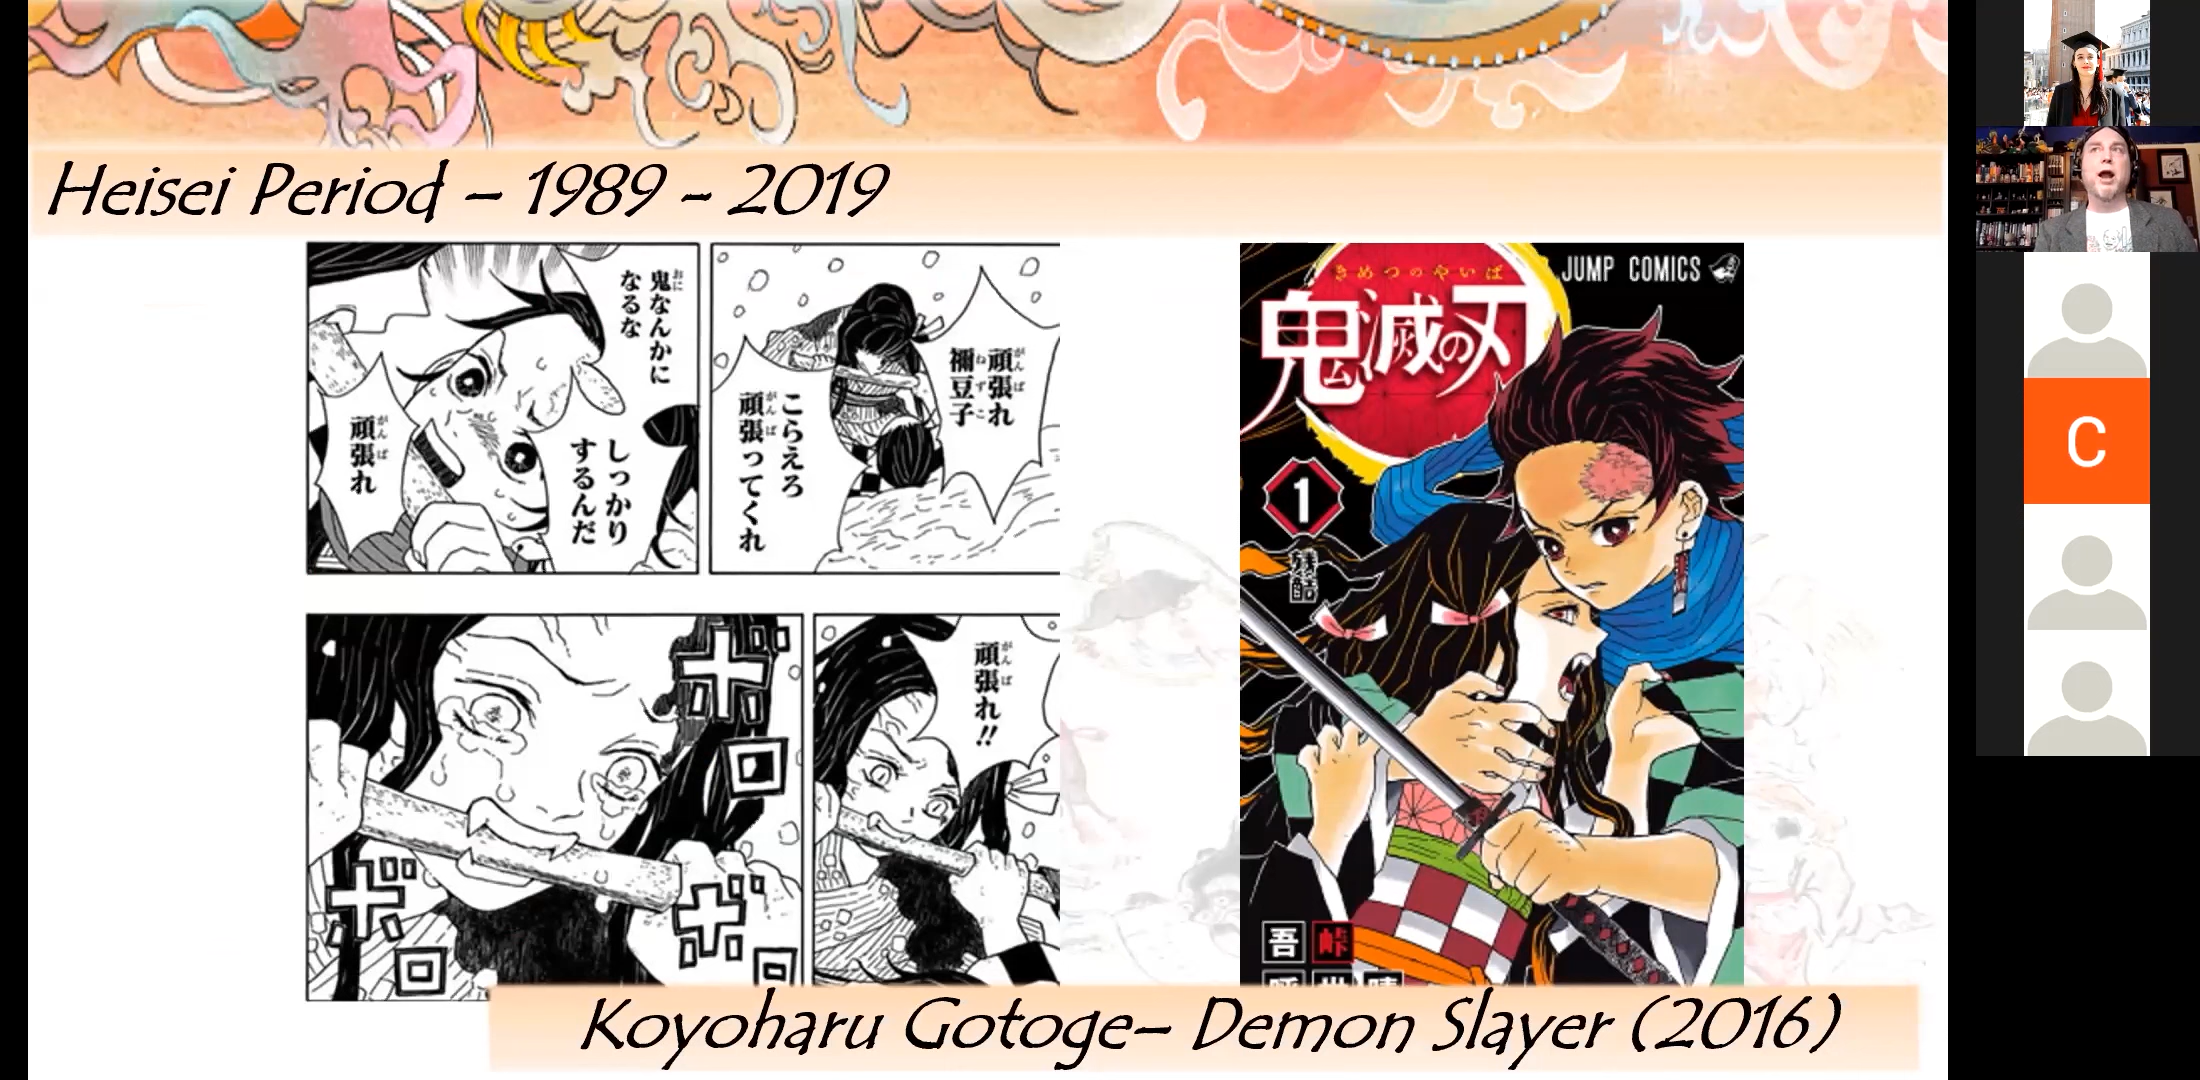 Heisei Period – 1989 - 2019
頑張れ
禰豆子
こらえろ
頑張ってくれ
鬼なんかに
なるな
しっかり
するんだ
頑張れ
頑張れ!!
ボロ
ボロ
ボロ
きめつのやいば
JUMP COMICS
鬼滅の刃
1
残酷
吾峠
C
Koyoharu Gotoge– Demon Slayer (2016)